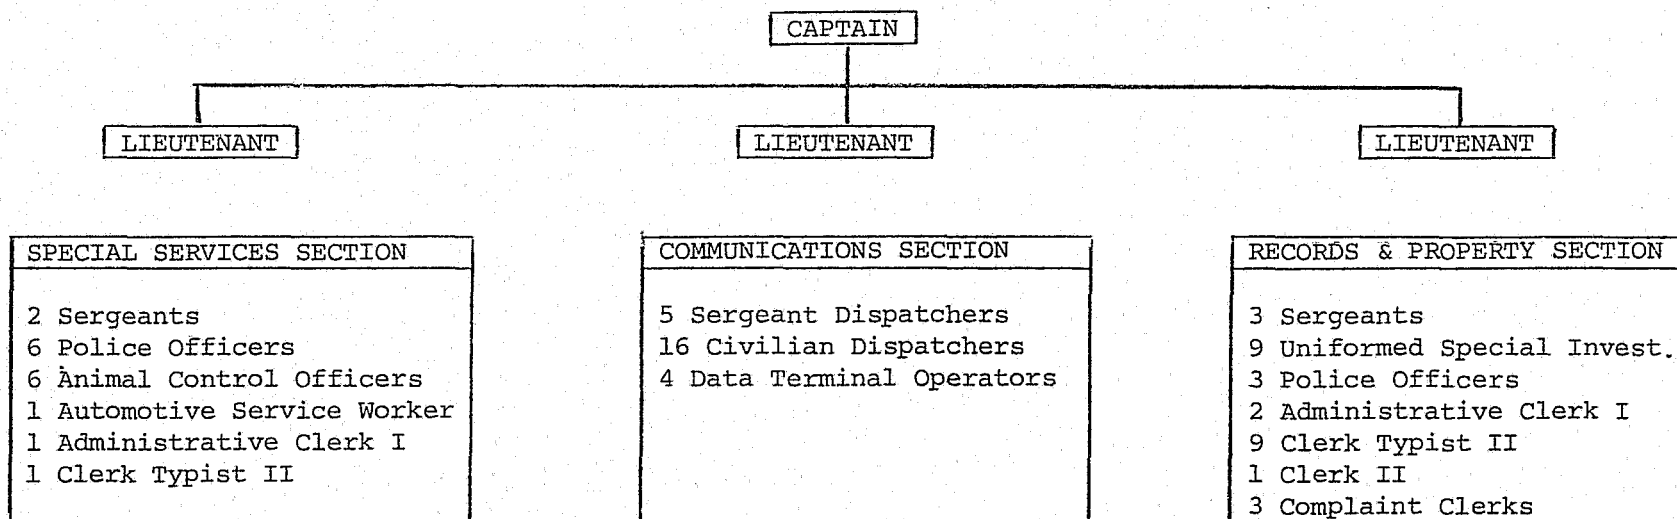 CAPTAIN
LIEUTENANT
LIEUTENANT
LIEUTENANT
SPECIAL SERVICES SECTION
2 Sergeants
6 Police Officers
6 Animal Control Officers
1 Automotive Service Worker
1 Administrative Clerk I
1 Clerk Typist II
COMMUNICATIONS SECTION
5 Sergeant Dispatchers
16 Civilian Dispatchers
4 Data Terminal Operators
RECORDS & PROPERTY SECTION
3 Sergeants
9 Uniformed Special Invest.
3 Police Officers
2 Administrative Clerk I
9 Clerk Typist II
1 Clerk II
3 Complaint Clerks